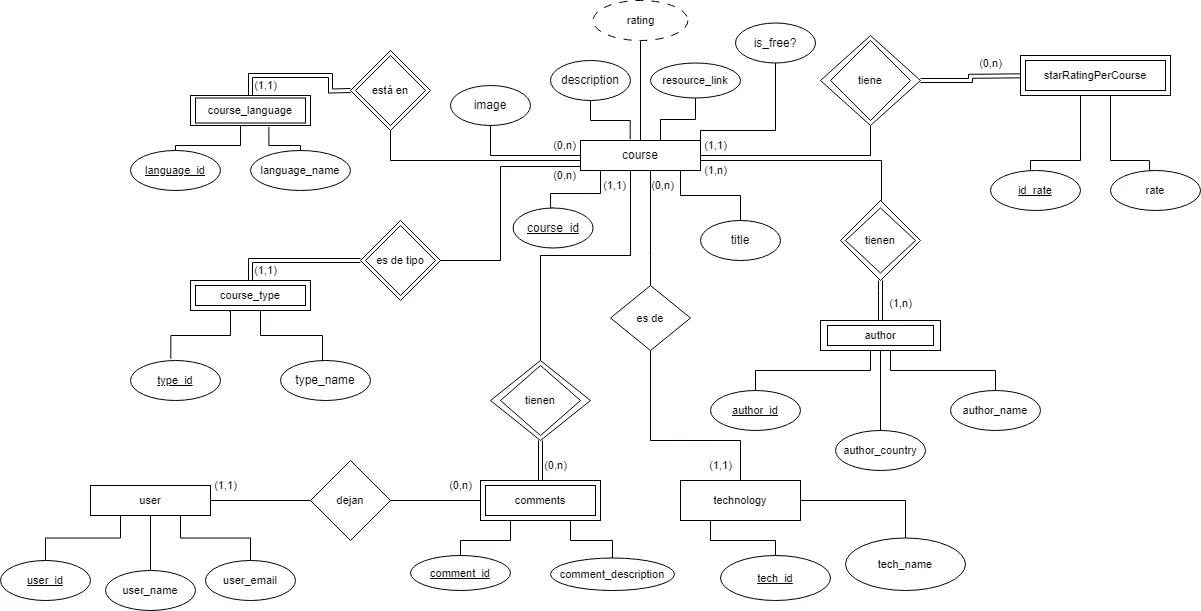 rating
is_free?
(1,1)
está en
description
resource_link
tiene
(0,n)
starRatingPerCourse
course_language
image
(0,n)
course
(1,1)
language_id
language_name
(0,n)
(1,1)
(0,n)
(1,n)
id_rate
rate
course_id
title
tienen
es de tipo
(1,1)
course_type
(1,n)
es de
author
type_id
type_name
tienen
author_id
author_name
author_country
(0,n)
(1,1)
(1,1)
(0,n)
user
dejan
comments
technology
user_id
user_name
user_email
comment_id
comment_description
tech_id
tech_name